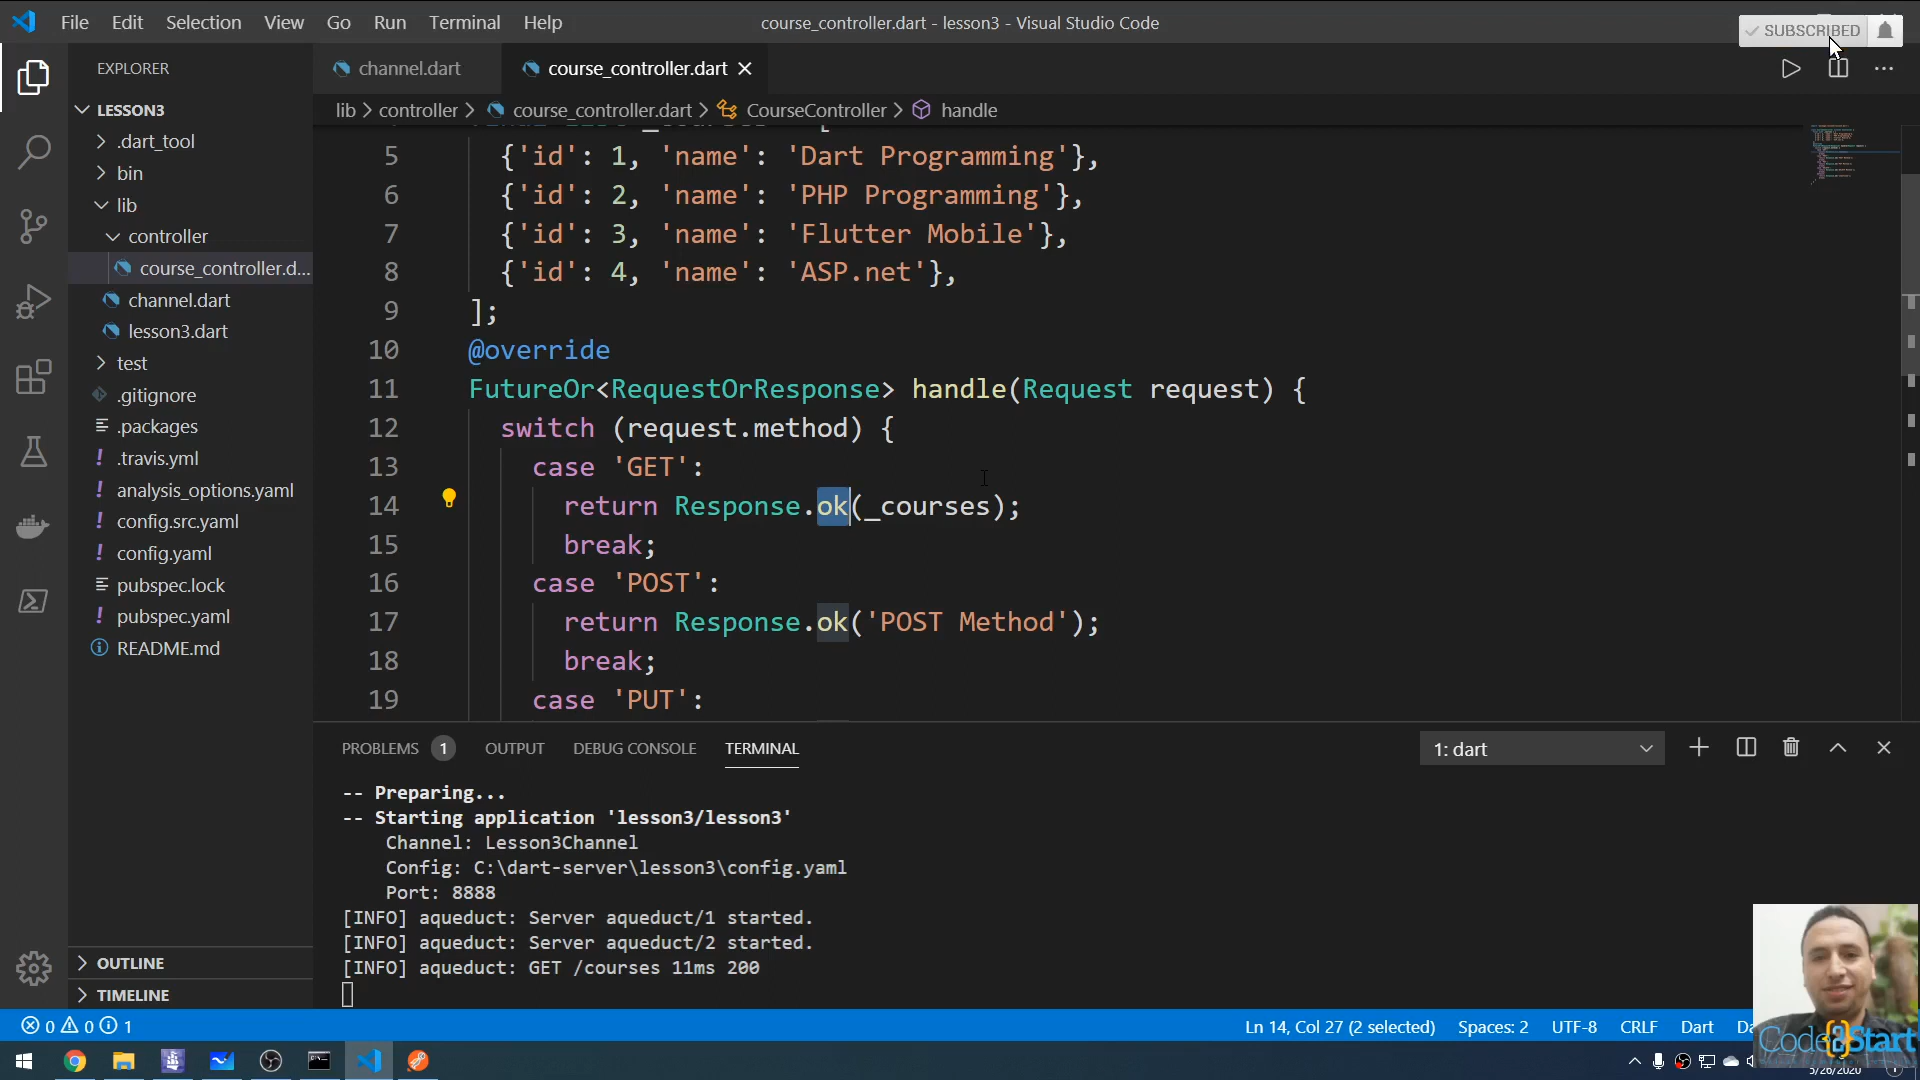 File Edit Selection View Go Run Terminal Help
course_controller.dart - lesson3 - Visual Studio Code
SUBSCRIBED
EXPLORER
channel.dart
course_controller.dart
LESSON3
lib > controller > course_controller.dart > CourseController > handle
.dart_tool
bin
lib
controller
course_controller.d...
channel.dart
lesson3.dart
test
.gitignore
.packages
.travis.yml
analysis_options.yaml
config.src.yaml
config.yaml
pubspec.lock
pubspec.yaml
README.md
OUTLINE
TIMELINE
5 {'id': 1, 'name': 'Dart Programming'},
6 {'id': 2, 'name': 'PHP Programming'},
7 {'id': 3, 'name': 'Flutter Mobile'},
8 {'id': 4, 'name': 'ASP.net'},
9 ];
10 @override
11 FutureOr<RequestOrResponse> handle(Request request) {
12 switch (request.method) {
13 case 'GET':
14 return Response.ok(_courses);
15 break;
16 case 'POST':
17 return Response.ok('POST Method');
18 break;
19 case 'PUT':
PROBLEMS 1 OUTPUT DEBUG CONSOLE TERMINAL
1: dart
-- Preparing...
-- Starting application 'lesson3/lesson3'
Channel: Lesson3Channel
Config: C:\dart-server\lesson3\config.yaml
Port: 8888
[INFO] aqueduct: Server aqueduct/1 started.
[INFO] aqueduct: Server aqueduct/2 started.
[INFO] aqueduct: GET /courses 11ms 200
0 0 1
Ln 14, Col 27 (2 selected) Spaces: 2 UTF-8 CRLF Dart
Code2Start
5/26/2020